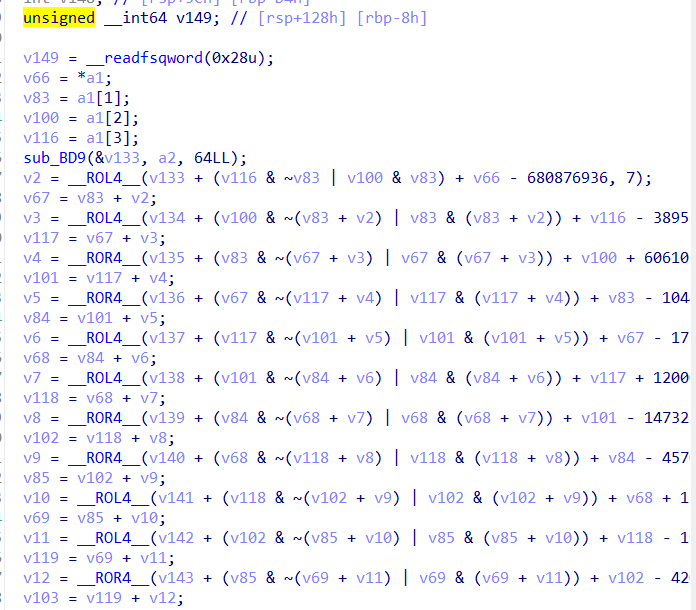 int v148; // [rsp+9Ch] [rbp-B4h]
unsigned __int64 v149; // [rsp+128h] [rbp-8h]
v149 = __readfsqword(0x28u);
v66 = *a1;
v83 = a1[1];
v100 = a1[2];
v116 = a1[3];
sub_BD9(&v133, a2, 64LL);
v2 = __ROL4__(v133 + (v116 & ~v83 | v100 & v83) + v66 - 680876936, 7);
v67 = v83 + v2;
v3 = __ROL4__(v134 + (v100 & ~(v83 + v2) | v83 & (v83 + v2)) + v116 - 3895
v117 = v67 + v3;
v4 = __ROR4__(v135 + (v83 & ~(v67 + v3) | v67 & (v67 + v3)) + v100 + 60610
v101 = v117 + v4;
v5 = __ROR4__(v136 + (v67 & ~(v117 + v4) | v117 & (v117 + v4)) + v83 - 104
v84 = v101 + v5;
v6 = __ROL4__(v137 + (v117 & ~(v101 + v5) | v101 & (v101 + v5)) + v67 - 17
v68 = v84 + v6;
v7 = __ROL4__(v138 + (v101 & ~(v84 + v6) | v84 & (v84 + v6)) + v117 + 1200
v118 = v68 + v7;
v8 = __ROR4__(v139 + (v84 & ~(v68 + v7) | v68 & (v68 + v7)) + v101 - 14732
v102 = v118 + v8;
v9 = __ROR4__(v140 + (v68 & ~(v118 + v8) | v118 & (v118 + v8)) + v84 - 457
v85 = v102 + v9;
v10 = __ROL4__(v141 + (v118 & ~(v102 + v9) | v102 & (v102 + v9)) + v68 + 1
v69 = v85 + v10;
v11 = __ROL4__(v142 + (v102 & ~(v85 + v10) | v85 & (v85 + v10)) + v118 - 1
v119 = v69 + v11;
v12 = __ROR4__(v143 + (v85 & ~(v69 + v11) | v69 & (v69 + v11)) + v102 - 42
v103 = v119 + v12;